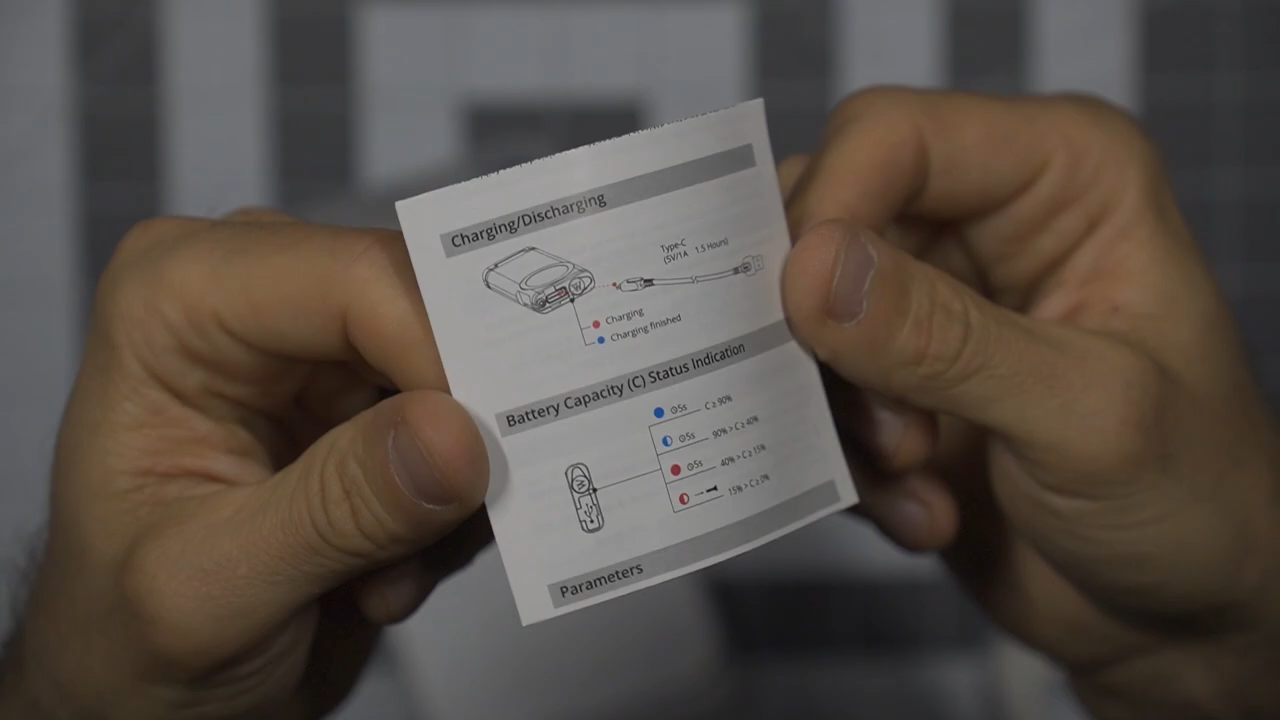 Charging/Discharging
Type-C
(5V/1A 1.5 Hours)
Charging
Charging finished
Battery Capacity (C) Status Indication
5s C ≥ 90%
5s 90% > C ≥ 40%
5s 40% > C ≥ 15%
15% > C ≥ 0%
Parameters